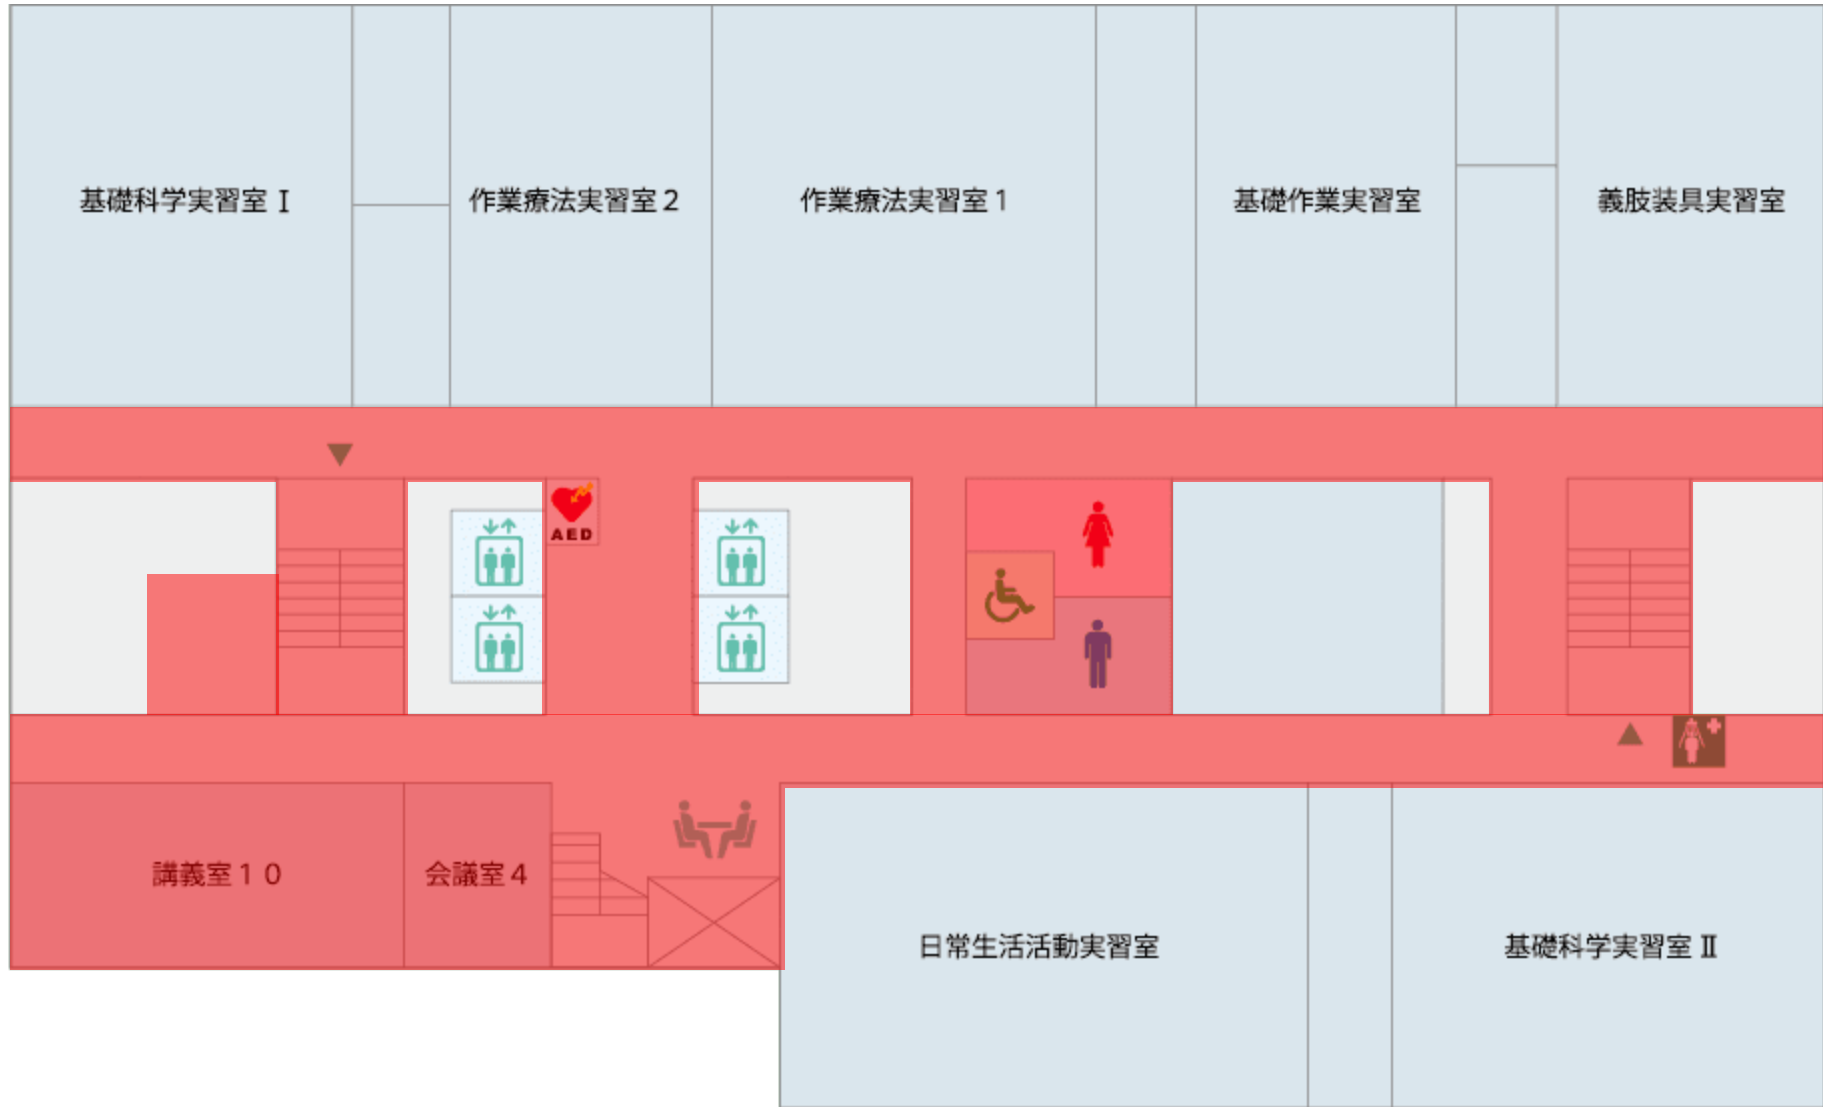 基礎科学実習室 Ⅰ
作業療法実習室２
作業療法実習室１
基礎作業実習室
義肢装具実習室
AED
講義室１０
会議室４
日常生活活動実習室
基礎科学実習室 Ⅱ